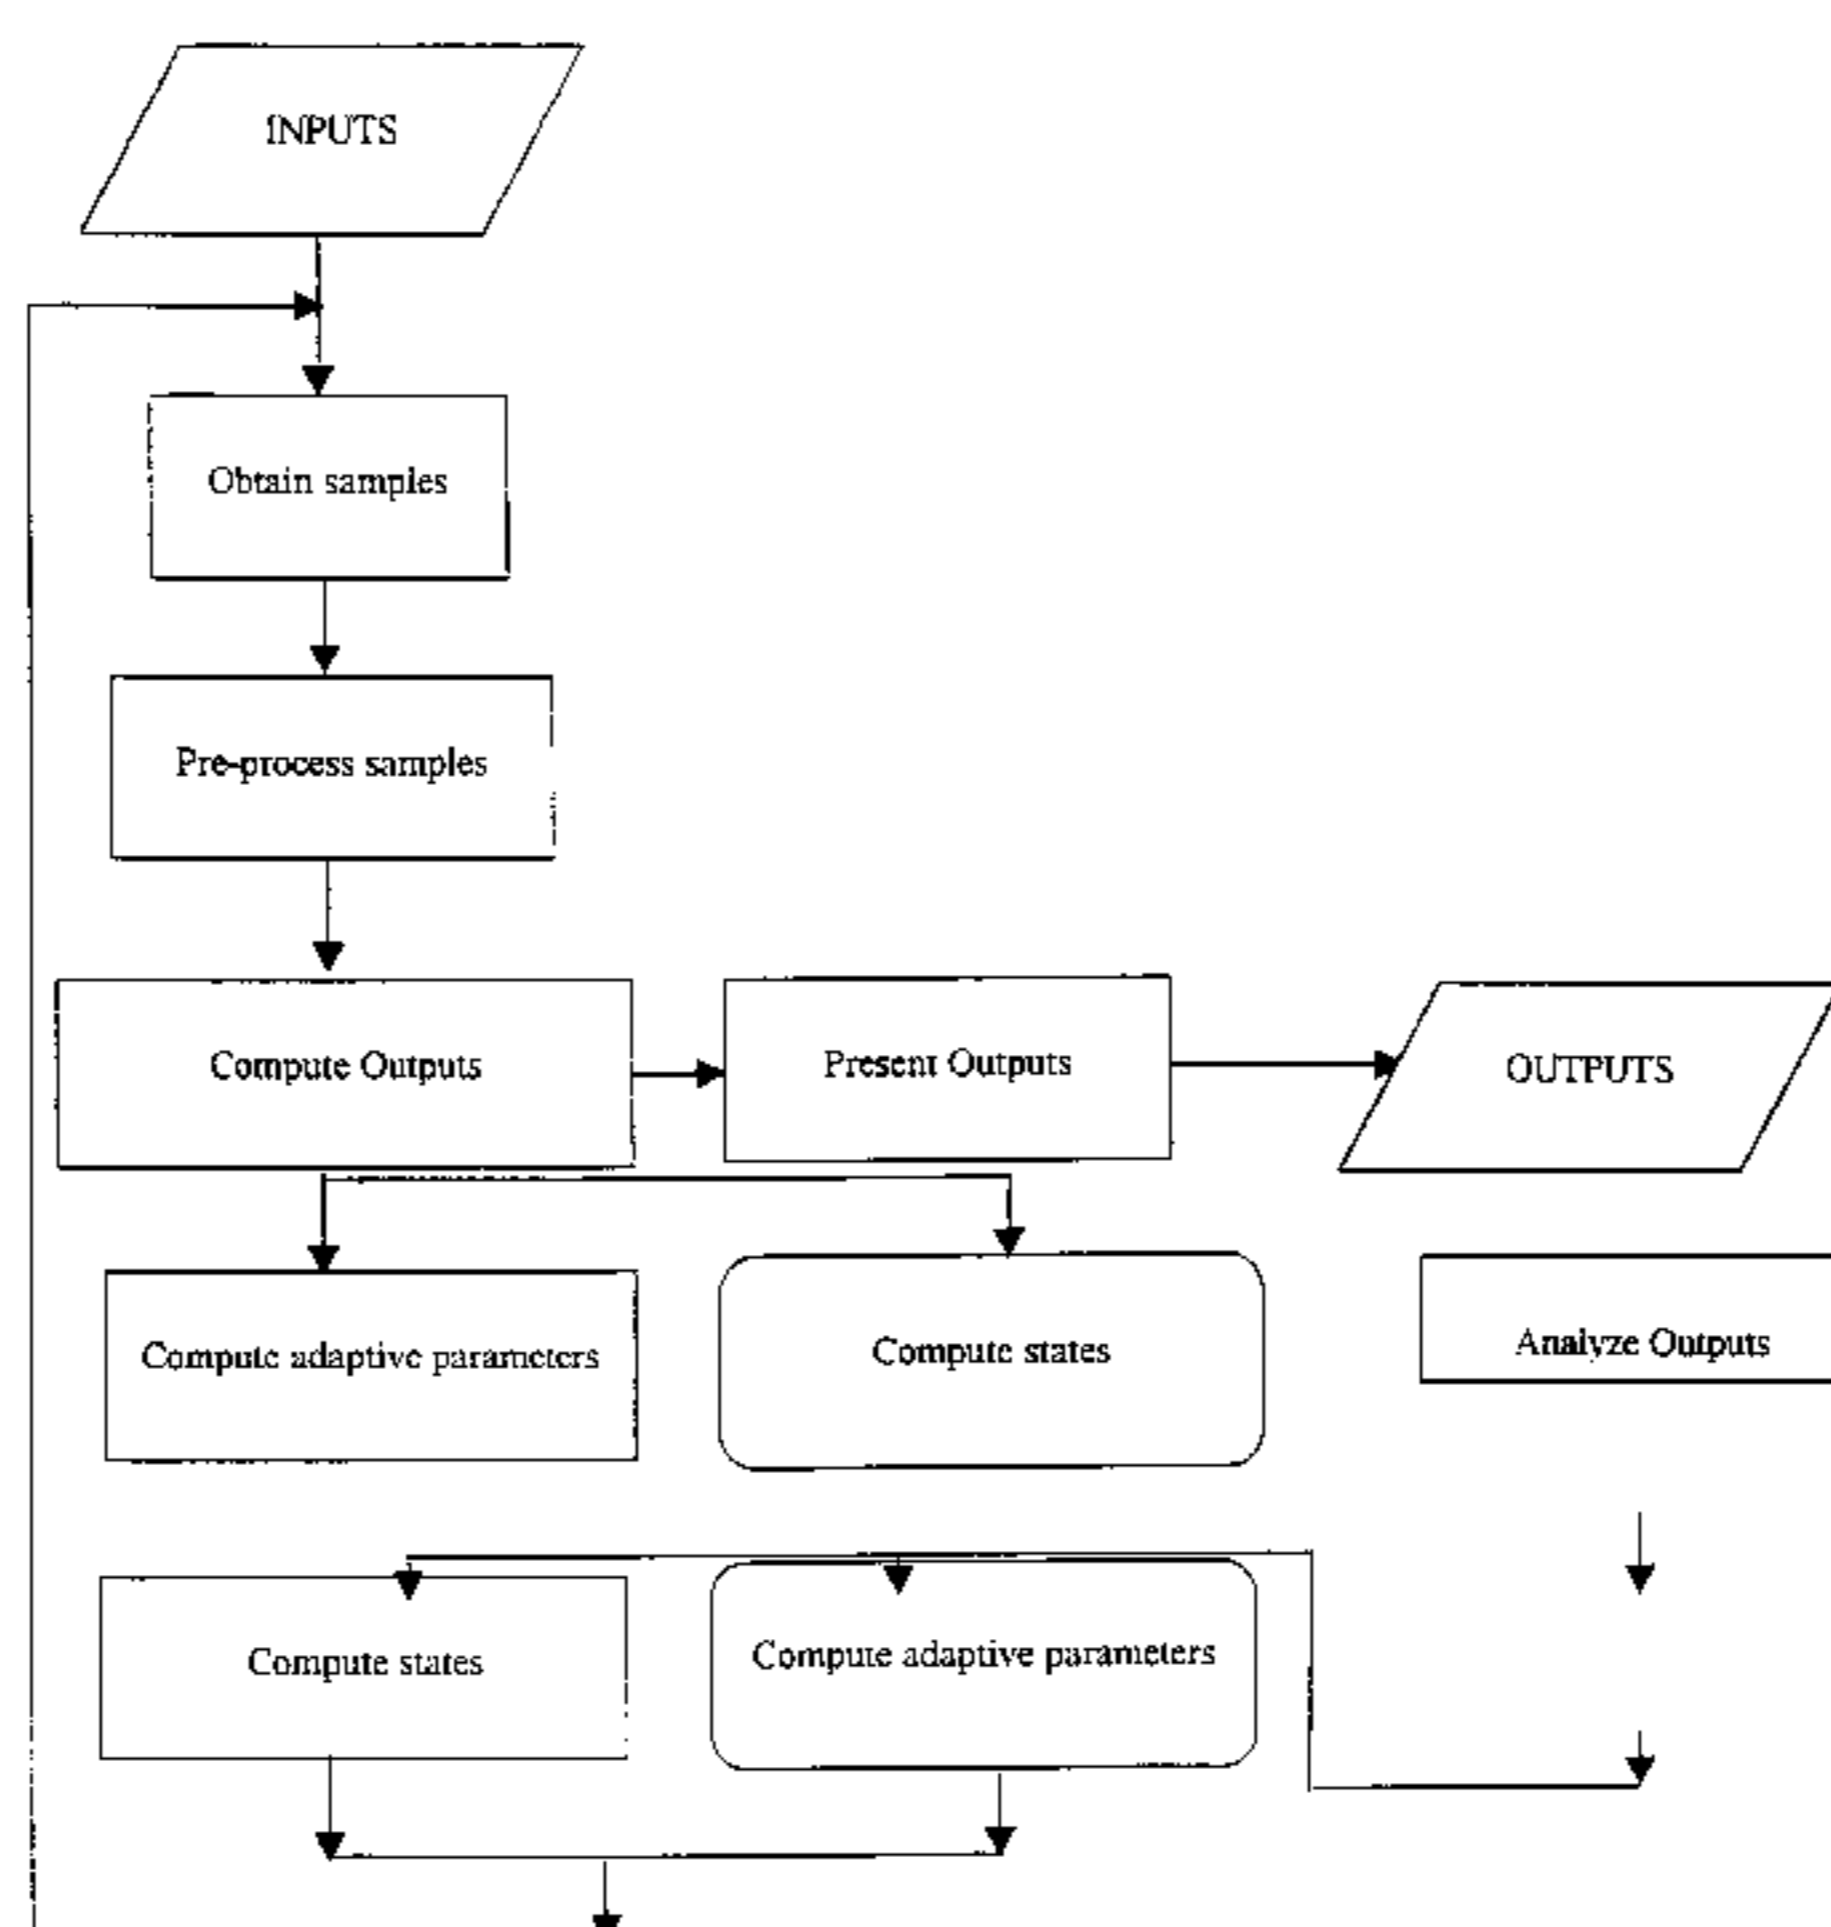 INPUTS
Obtain samples
Pre-process samples
Compute Outputs
Present Outputs
OUTPUTS
Compute adaptive parameters
Compute states
Analyze Outputs
Compute states
Compute adaptive parameters